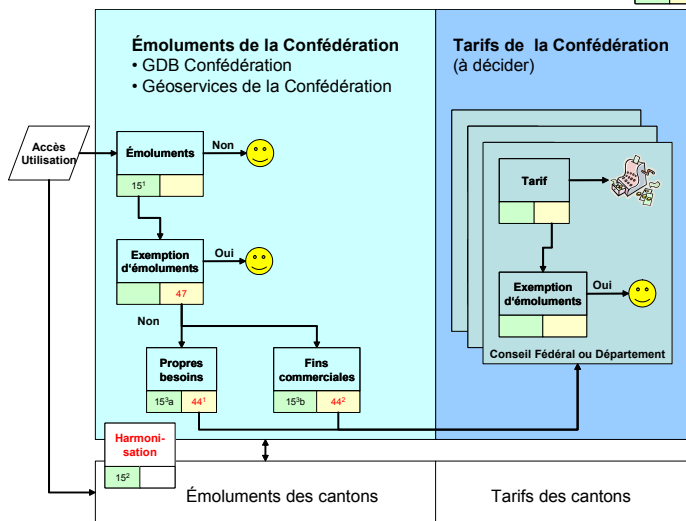 Émoluments de la Confédération
• GDB Confédération
• Géoservices de la Confédération
Tarifs de la Confédération
(à décider)
Accès
Utilisation
Émoluments
Non
15¹
Exemption
d'émoluments
Oui
47
Non
Propres
besoins
15³a
44¹
Fins
commerciales
15³b
44²
Tarif
Exemption
d'émoluments
Oui
Conseil Fédéral ou Département
Harmoni-
sation
15²
Émoluments des cantons
Tarifs des cantons